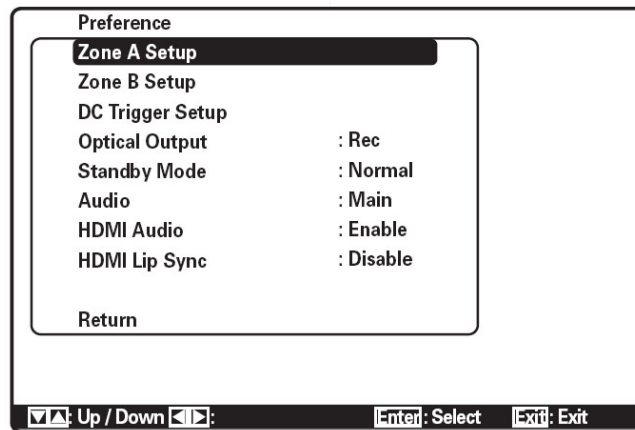 Preference
Zone A Setup
Zone B Setup
DC Trigger Setup
Optical Output : Rec
Standby Mode : Normal
Audio : Main
HDMI Audio : Enable
HDMI Lip Sync : Disable
Return
▼▲: Up / Down ◀▶: Enter: Select Exit: Exit